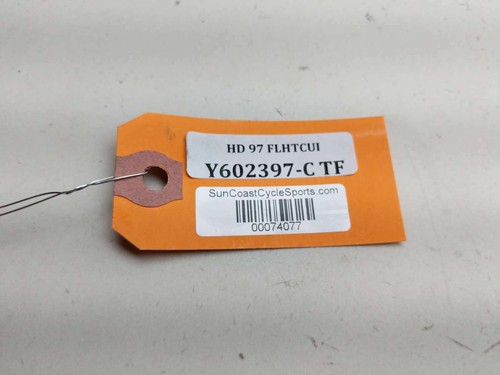 HD 97 FLHTCUI
Y602397-C TF
SunCoastCycleSports.com
00074077